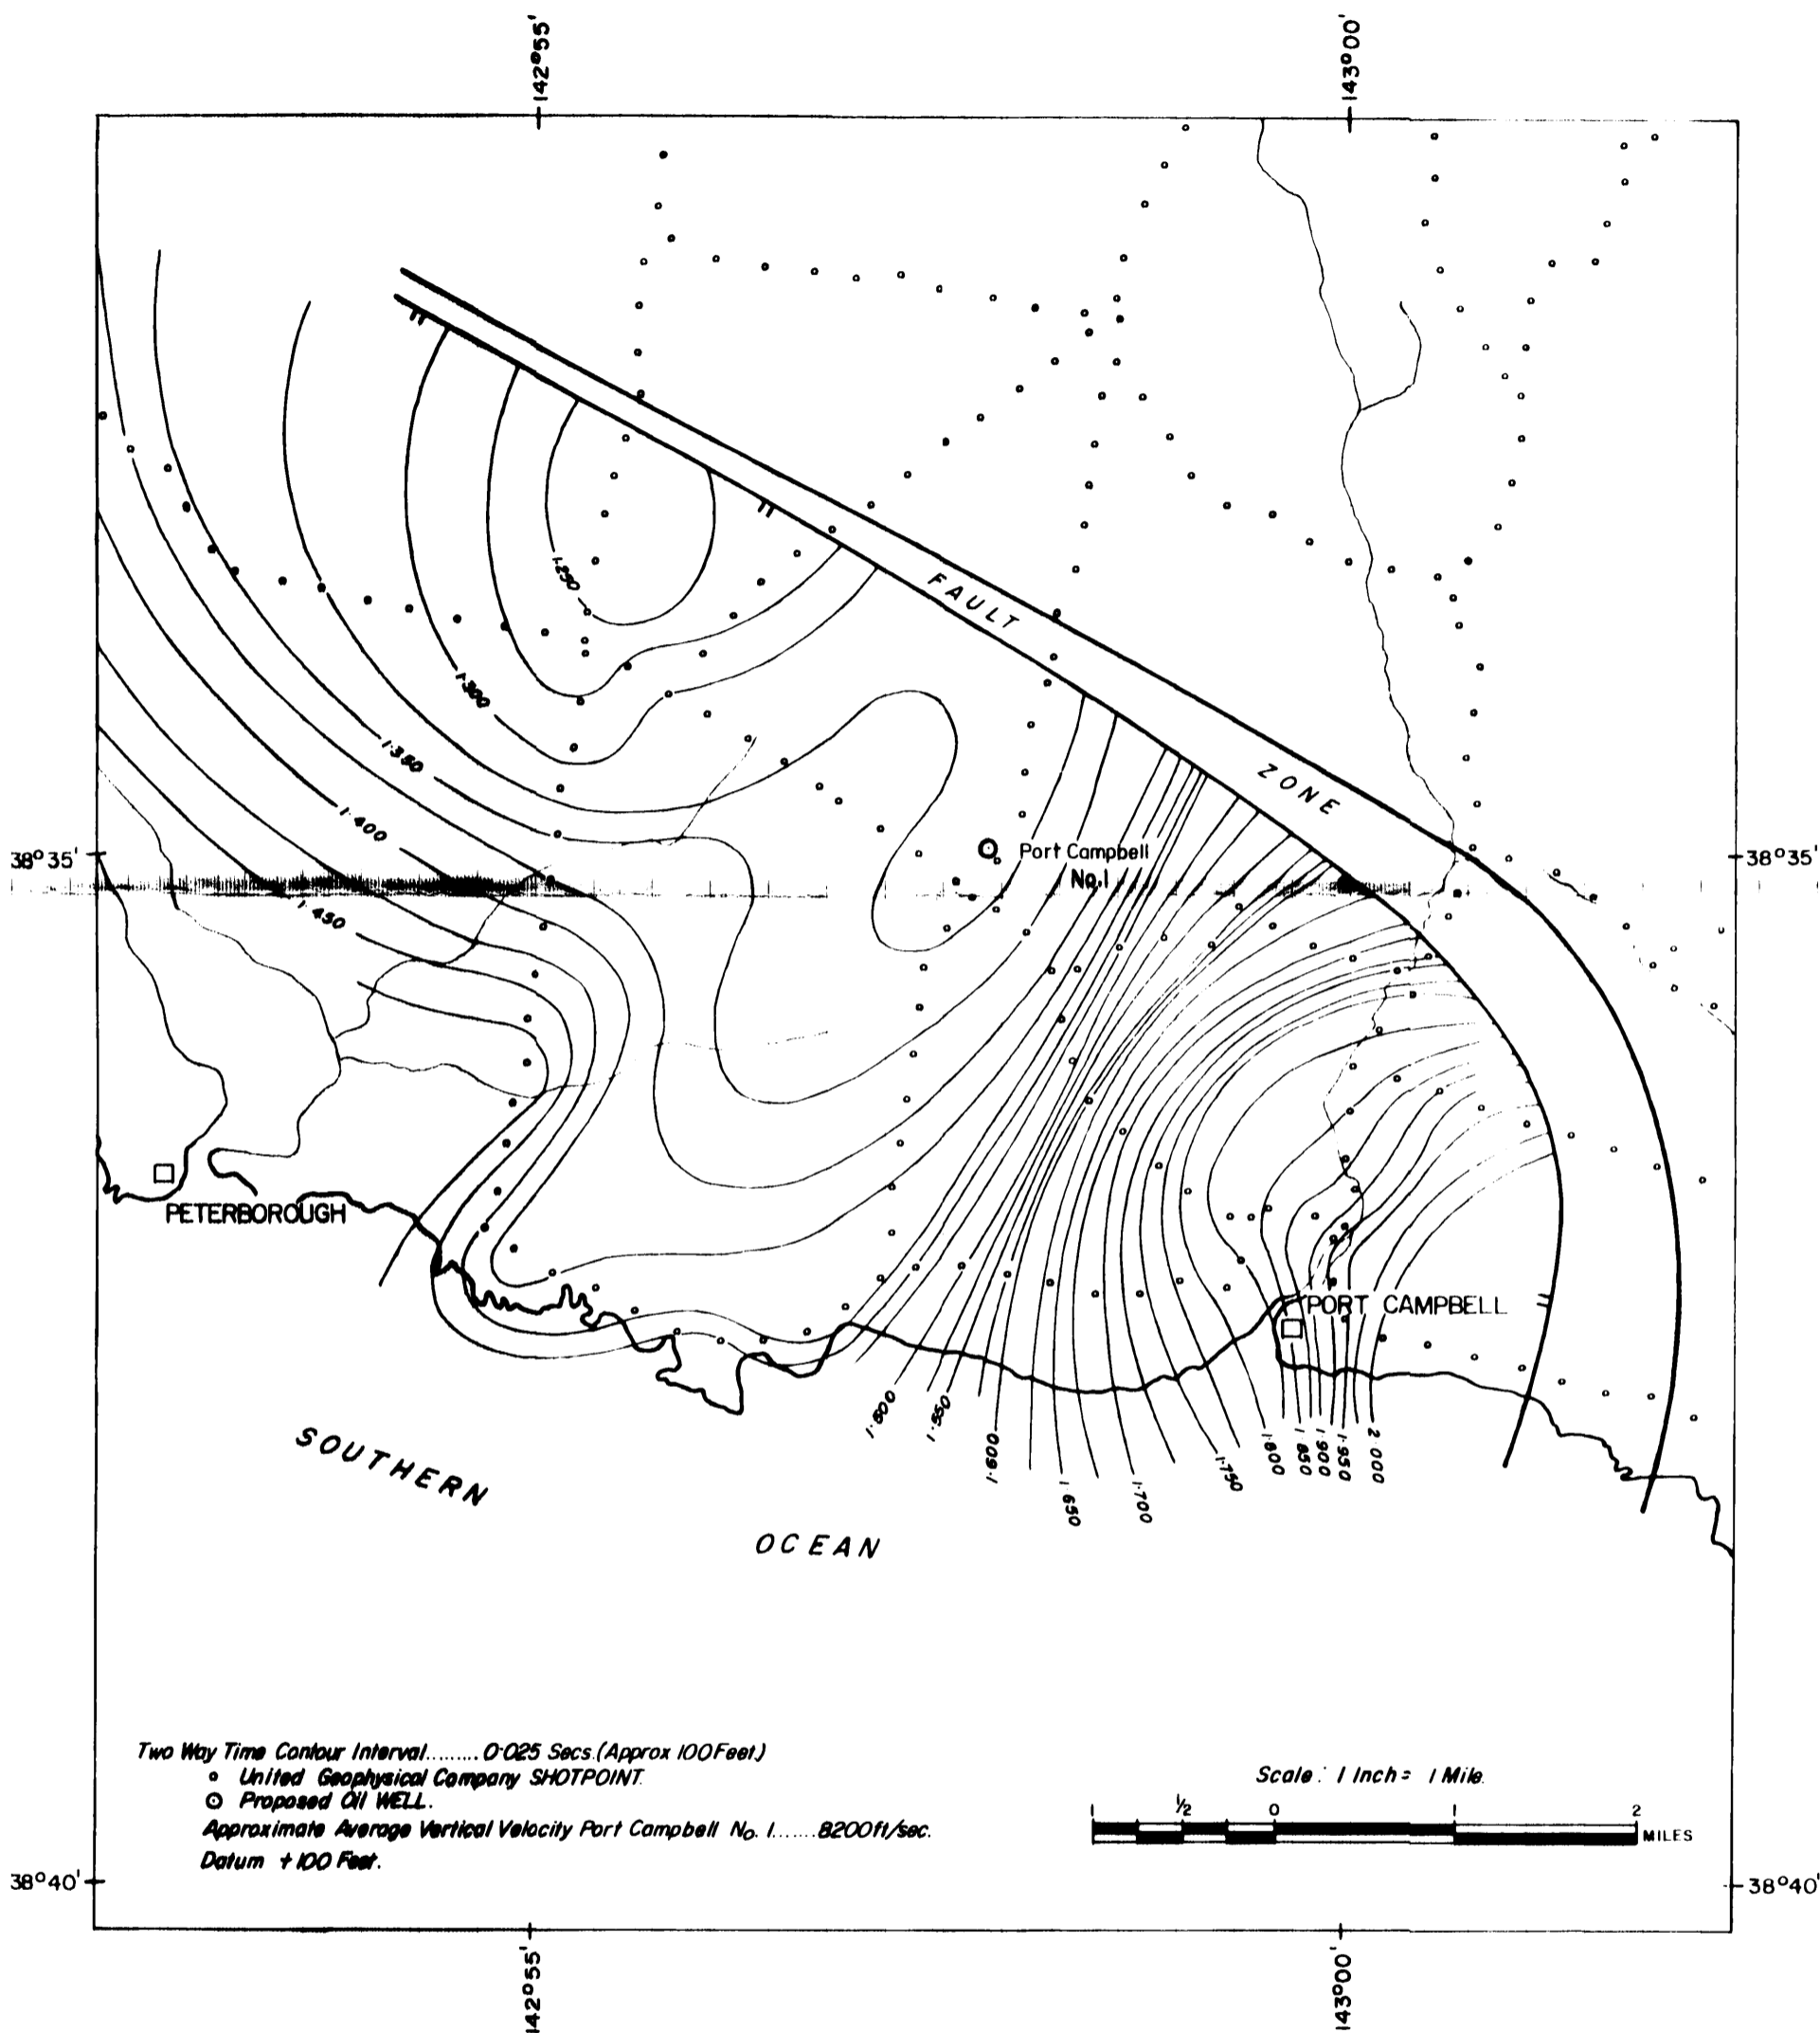 142°55'
143°00'
1·250
FAULT
1·300
ZONE
1·350
1·400
38°35'
Port Campbell
No.1
38°35'
1·450
PETERBOROUGH
PORT CAMPBELL
1·500
1·550
1·600
1·650
1·700
1·750
1·800
1·850
1·900
1·950
2·000
SOUTHERN
OCEAN
Two Way Time Contour Interval......... 0·025 Secs.(Approx 100 Feet.)
United Geophysical Company SHOTPOINT.
Proposed Oil WELL.
Approximate Average Vertical Velocity Port Campbell No. 1......8200ft/sec.
Datum +100 Feet.
Scale: 1 Inch = 1 Mile.
1 ½ 0 1 2
MILES
38°40'
38°40'
142°55'
143°00'